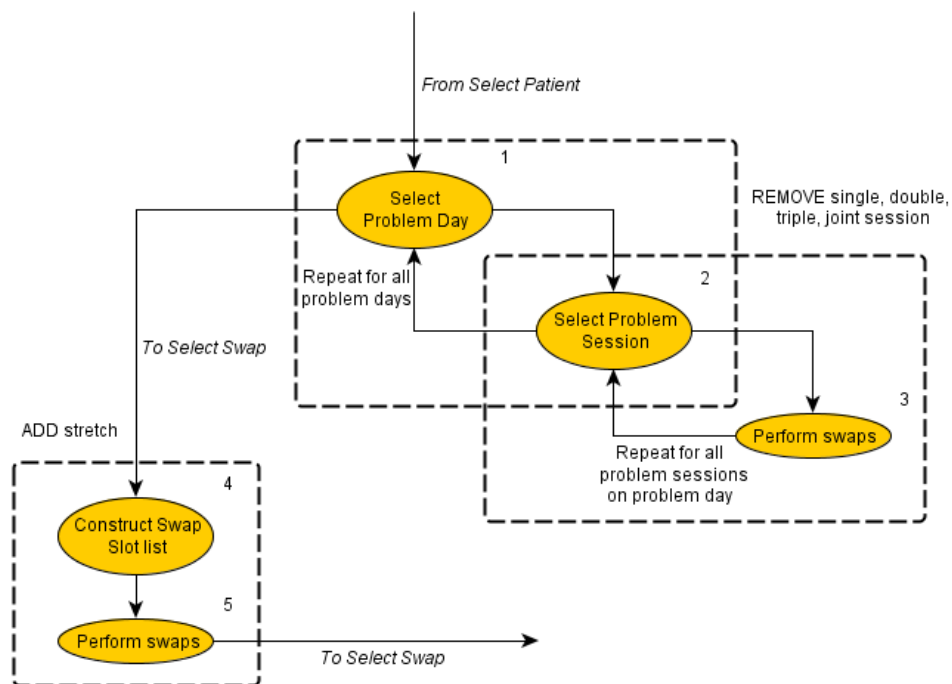 From Select Patient
1
Select
Problem Day
REMOVE single, double,
triple, joint session
Repeat for all
problem days
2
Select Problem
Session
To Select Swap
3
Perform swaps
ADD stretch
Repeat for all
problem sessions
on problem day
4
Construct Swap
Slot list
5
Perform swaps
To Select Swap